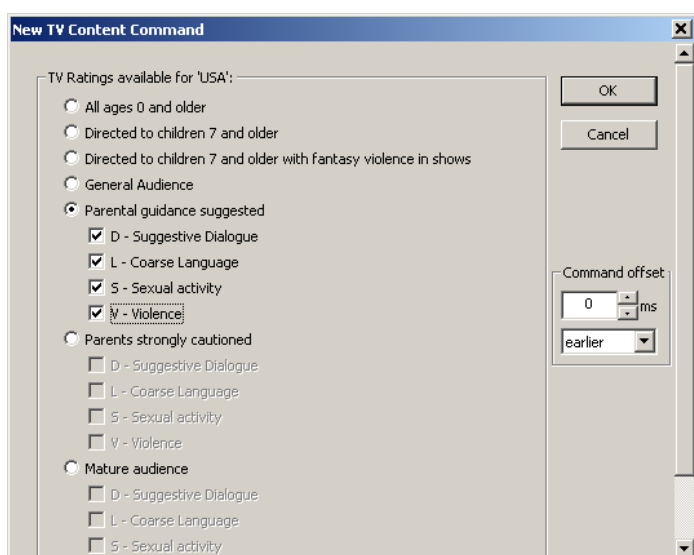 New TV Content Command
TV Ratings available for 'USA':
All ages 0 and older
Directed to children 7 and older
Directed to children 7 and older with fantasy violence in shows
General Audience
Parental guidance suggested
D - Suggestive Dialogue
L - Coarse Language
S - Sexual activity
V - Violence
Parents strongly cautioned
D - Suggestive Dialogue
L - Coarse Language
S - Sexual activity
V - Violence
Mature audience
D - Suggestive Dialogue
L - Coarse Language
S - Sexual activity
OK
Cancel
Command offset
0 ms
earlier